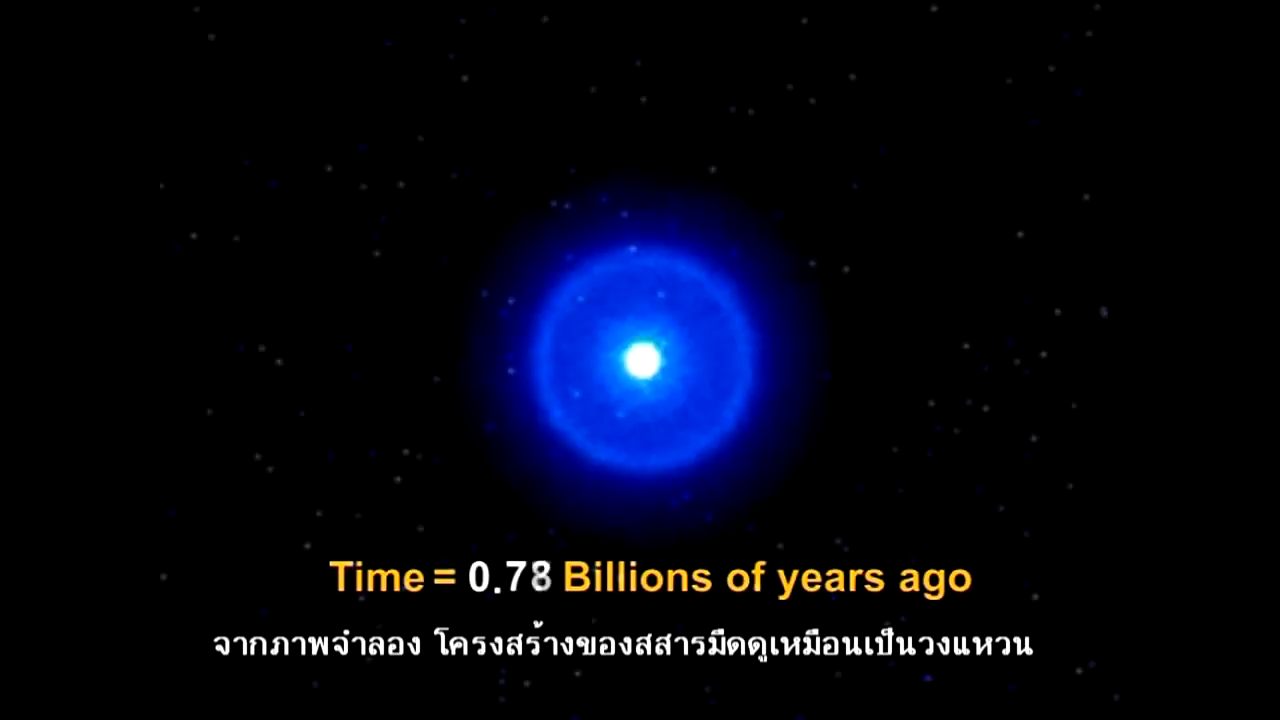 Time = 0.78 Billions of years ago
จากภาพจำลอง โครงสร้างของสสารมืดดูเหมือนเป็นวงแหวน